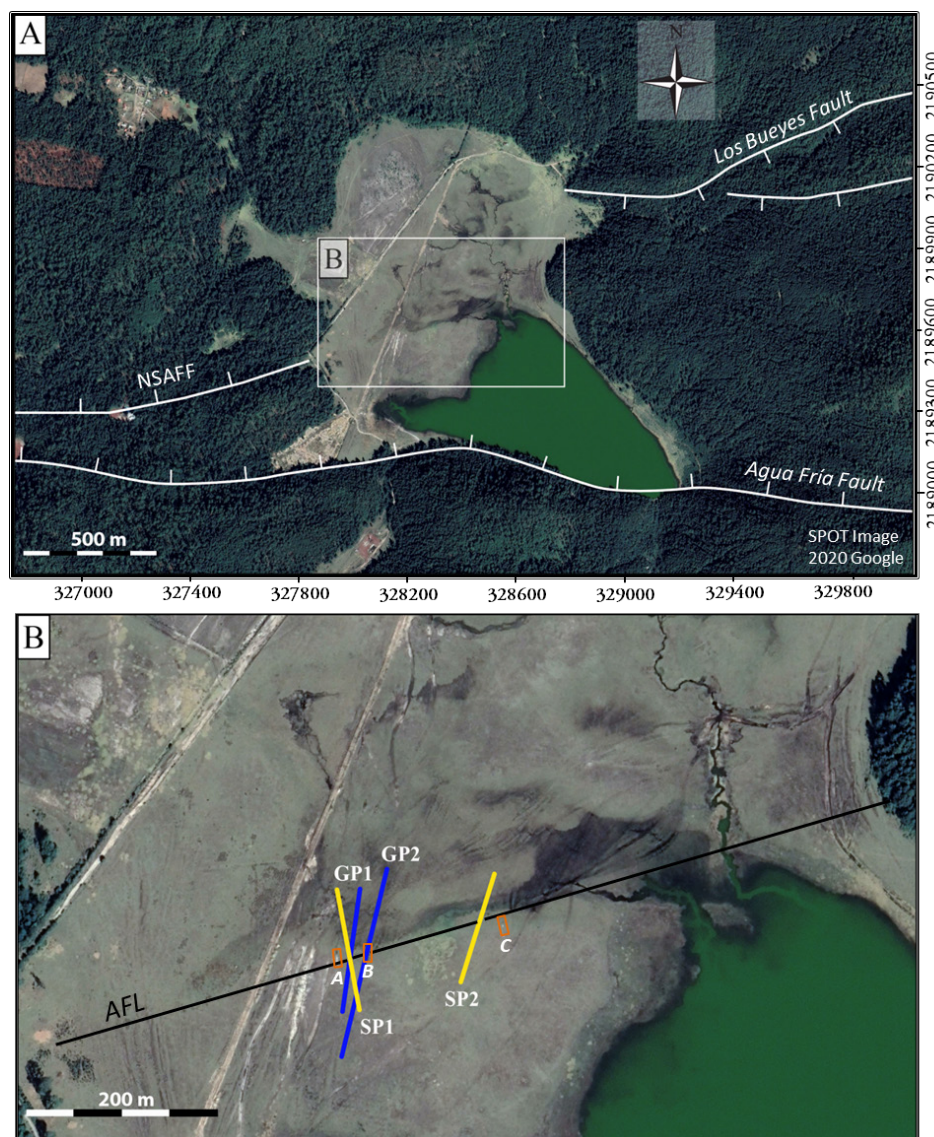 A
N
Los Bueyes Fault
B
NSAFF
Agua Fría Fault
500 m
SPOT Image
2020 Google
2190500
2190200
2189900
2189600
2189300
2189000
327000 327400 327800 328200 328600 329000 329400 329800
B
GP1 GP2
A B C
SP2
SP1
AFL
200 m